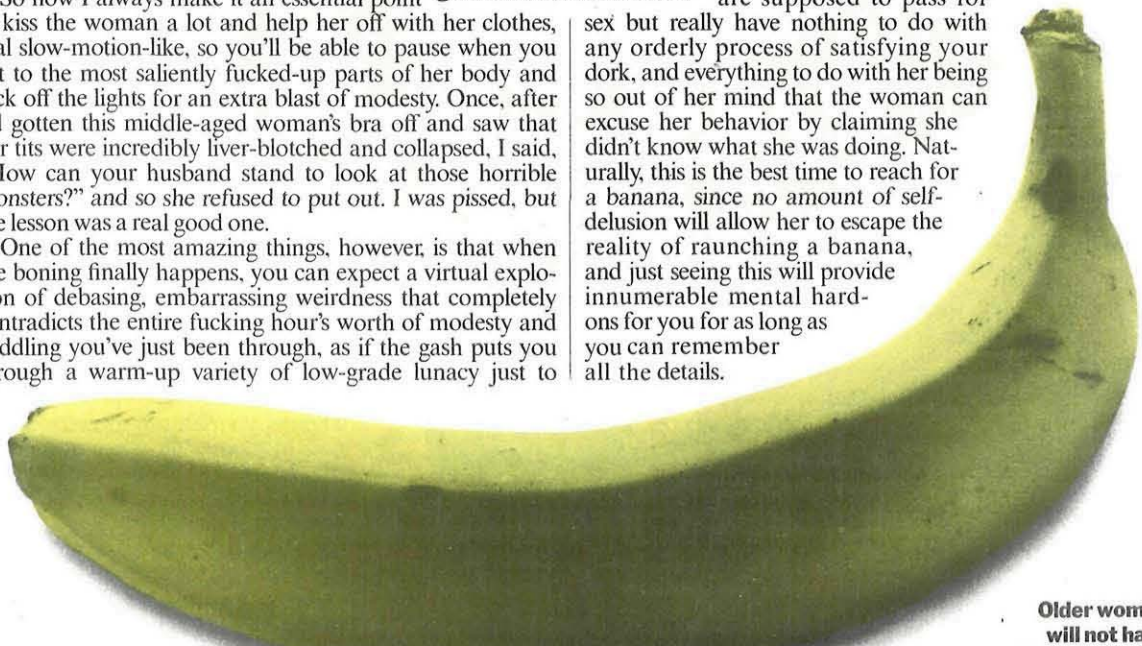 So now I always make it an essential point
kiss the woman a lot and help her off with her clothes,
al slow-motion-like, so you'll be able to pause when you
t to the most saliently fucked-up parts of her body and
ck off the lights for an extra blast of modesty. Once, after
gotten this middle-aged woman's bra off and saw that
r tits were incredibly liver-blotched and collapsed, I said,
How can your husband stand to look at those horrible
onsters?" and so she refused to put out. I was pissed, but
e lesson was a real good one.
One of the most amazing things, however, is that when
e boning finally happens, you can expect a virtual explo-
on of debasing, embarrassing weirdness that completely
ntradicts the entire fucking hour's worth of modesty and
ddling you've just been through, as if the gash puts you
rough a warm-up variety of low-grade lunacy just to
are supposed to pass for
sex but really have nothing to do with
any orderly process of satisfying your
dork, and everything to do with her being
so out of her mind that the woman can
excuse her behavior by claiming she
didn't know what she was doing. Nat-
urally, this is the best time to reach for
a banana, since no amount of self-
delusion will allow her to escape the
reality of raunching a banana,
and just seeing this will provide
innumerable mental hard-
ons for you for as long as
you can remember
all the details.
Older wom
will not ha